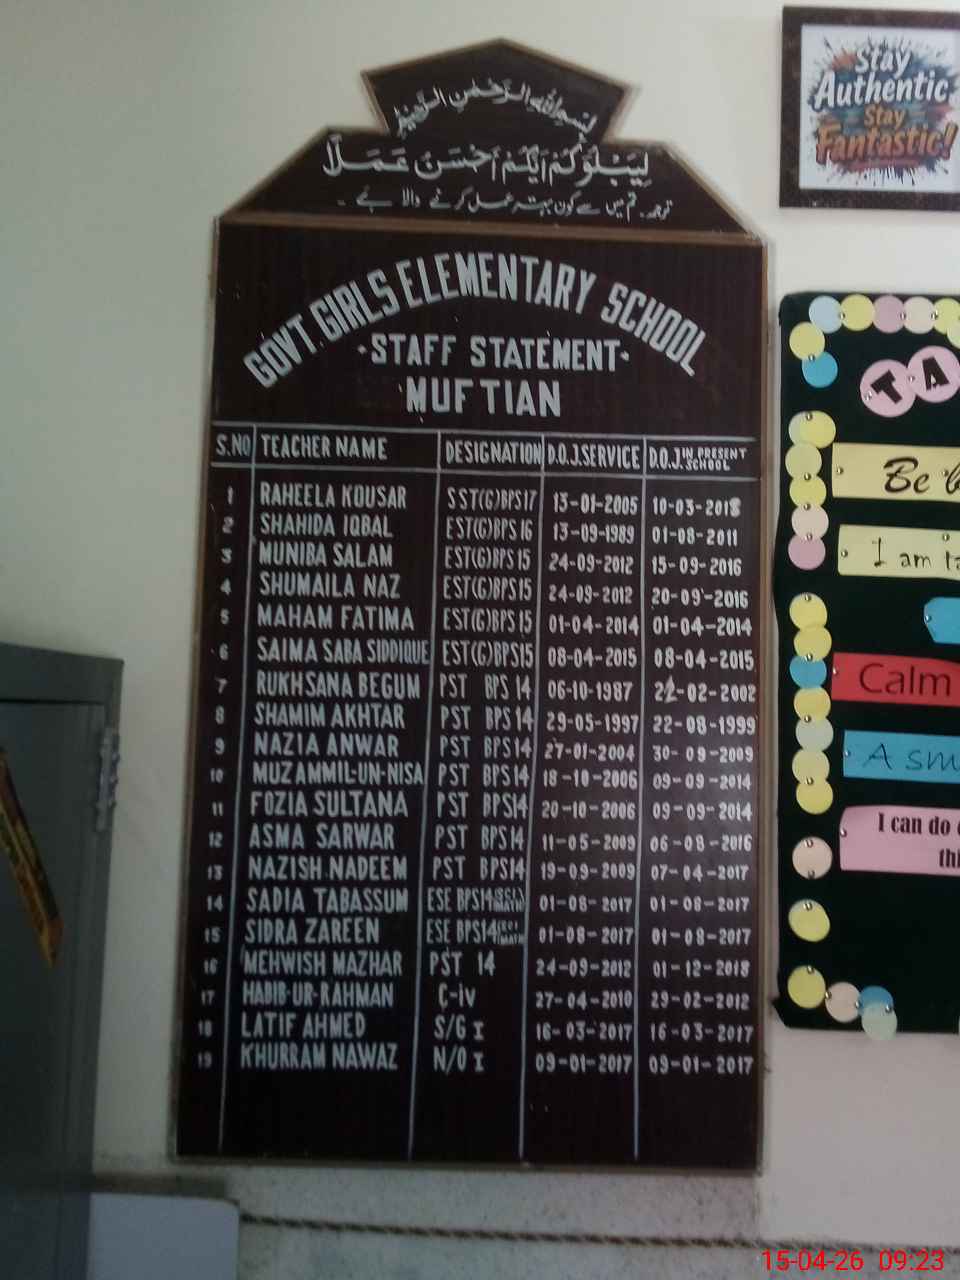 بِسْمِ اللهِ الرَّحْمٰنِ الرَّحِيْمِ
لِيَبْلُوَكُمْ اَيُّكُمْ اَحْسَنُ عَمَلًا
ترجمہ۔ تم میں سے کون بہتر عمل کرنے والا ہے ۔
GOVT. GIRLS ELEMENTARY SCHOOL
·STAFF STATEMENT·
MUFTIAN
S.NO TEACHER NAME DESIGNATION D.O.J.SERVICE D.O.J. IN PRESENT SCHOOL
1 RAHEELA KOUSAR SST(G)BPS17 13-01-2005 10-03-2018
2 SHAHIDA IQBAL EST(G)BPS16 13-09-1989 01-08-2011
3 MUNIBA SALAM EST(G)BPS15 24-09-2012 15-09-2016
4 SHUMAILA NAZ EST(G)BPS15 24-09-2012 20-09-2016
5 MAHAM FATIMA EST(G)BPS15 01-04-2014 01-04-2014
6 SAIMA SABA SIDDIQUE EST(G)BPS15 08-04-2015 08-04-2015
7 RUKHSANA BEGUM PST BPS 14 06-10-1987 22-02-2002
8 SHAMIM AKHTAR PST BPS14 29-05-1997 22-08-1999
9 NAZIA ANWAR PST BPS14 27-01-2004 30-09-2009
10 MUZAMMIL-UN-NISA PST BPS14 18-10-2006 09-09-2014
11 FOZIA SULTANA PST BPS14 20-10-2006 09-09-2014
12 ASMA SARWAR PST BPS14 11-05-2009 06-08-2016
13 NAZISH NADEEM PST BPS14 19-09-2009 07-04-2017
14 SADIA TABASSUM ESE BPS14(SCI MATH) 01-08-2017 01-08-2017
15 SIDRA ZAREEN ESE BPS14(SCI MATH) 01-08-2017 01-08-2017
16 MEHWISH MAZHAR PST 14 24-09-2012 01-12-2018
17 HABIB-UR-RAHMAN C-iv 27-04-2010 29-02-2012
18 LATIF AHMED S/G I 16-03-2017 16-03-2017
19 KHURRAM NAWAZ N/O I 09-01-2017 09-01-2017
Stay
Authentic
Stay
Fantastic!
TA
Be
I am
Calm
A
I can do
15-04-26 09:23